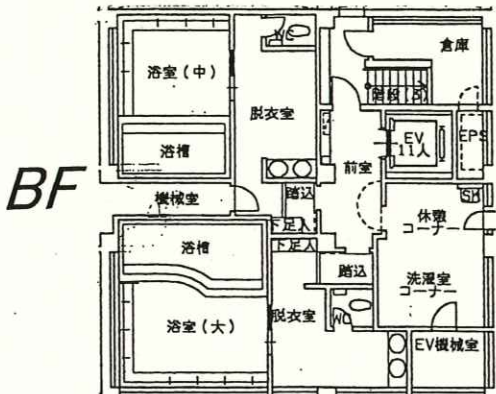 BF
浴室(中)
浴槽
機械室
浴槽
浴室(大)
WC
脱衣室
踏込
下足入
下足入
踏込
脱衣室
WC
倉庫
階段(S)
EV
11人
EPS
前室
SK
休憩
コーナー
洗濯室
コーナー
EV機械室